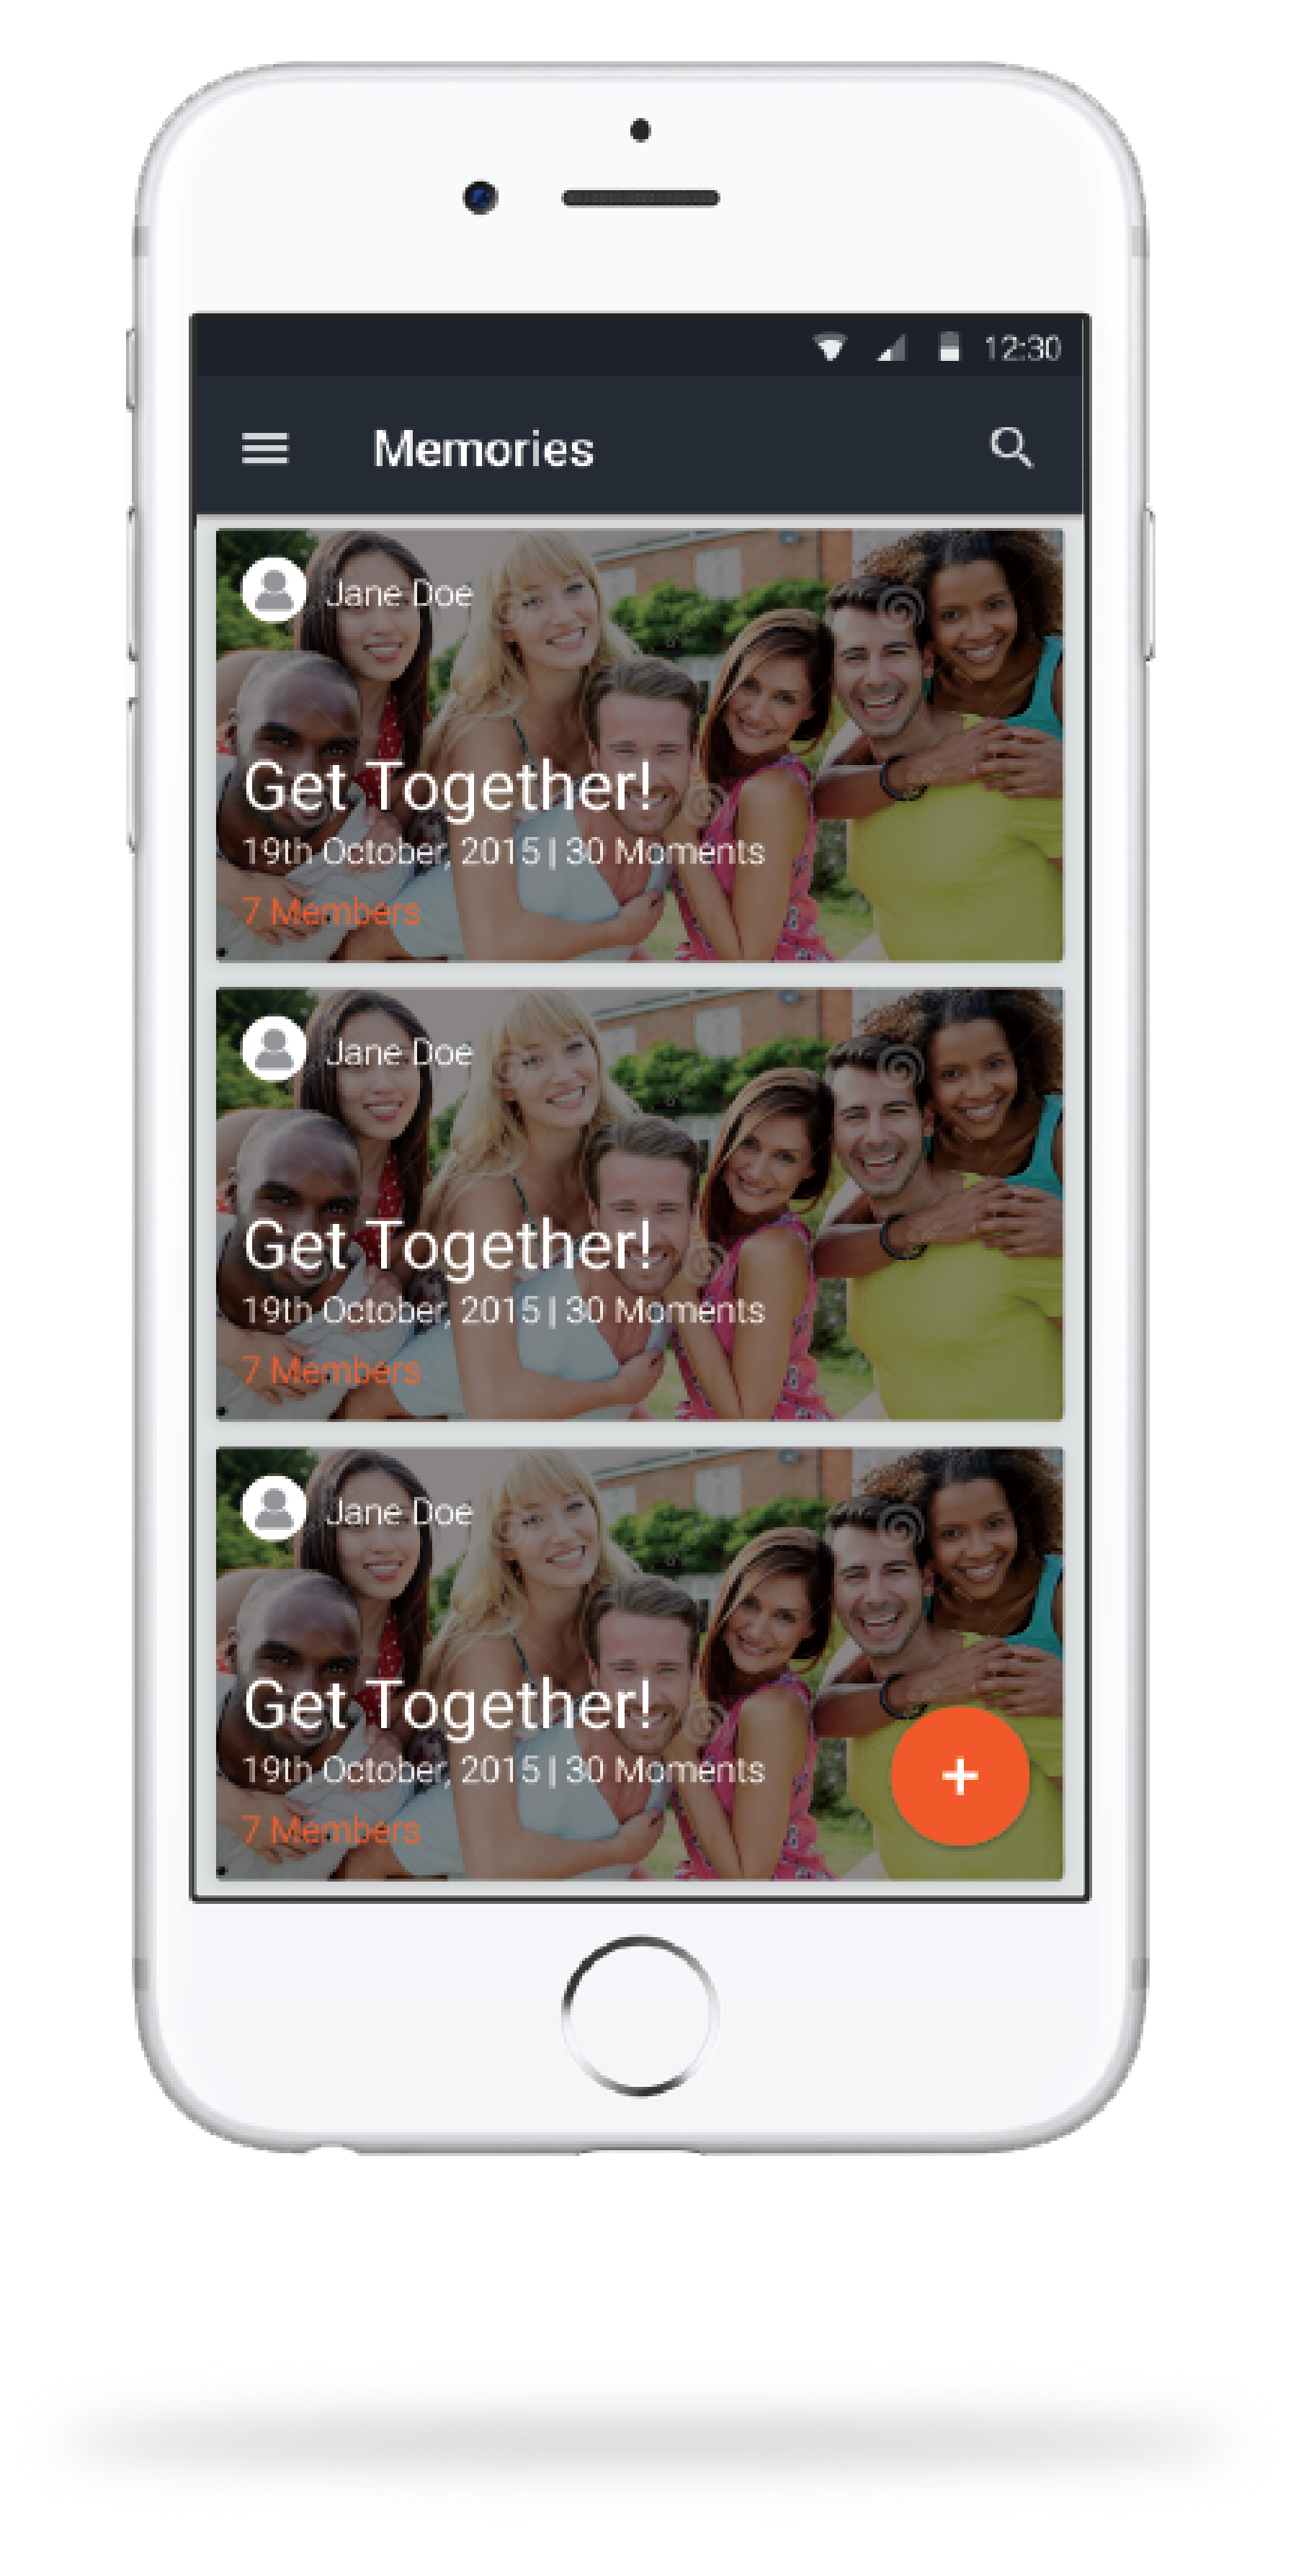 12:30
Memories
Jane Doe
Get Together!
19th October, 2015 | 30 Moments
7 Members
Jane Doe
Get Together!
19th October, 2015 | 30 Moments
7 Members
Jane Doe
Get Together!
19th October, 2015 | 30 Moments
7 Members